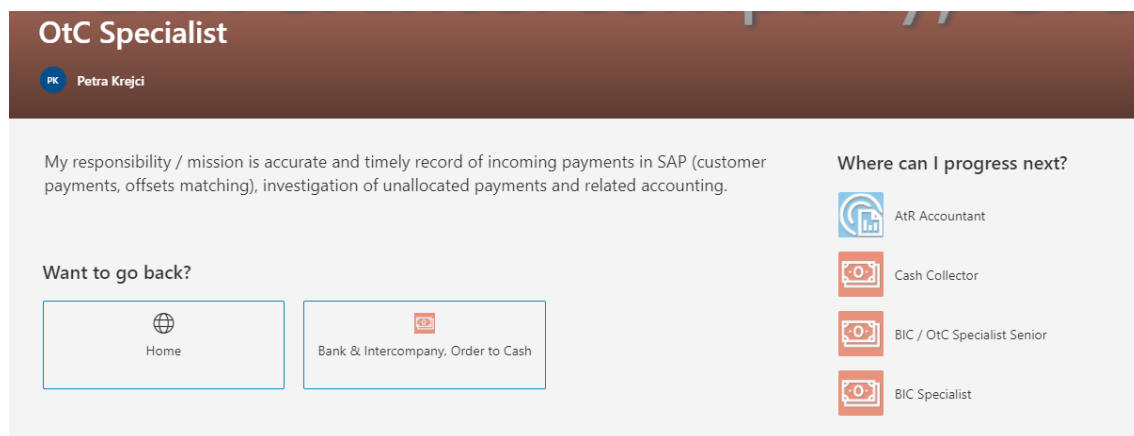 OtC Specialist
PK Petra Krejci
My responsibility / mission is accurate and timely record of incoming payments in SAP (customer
payments, offsets matching), investigation of unallocated payments and related accounting.
Want to go back?
Home
Bank & Intercompany, Order to Cash
Where can I progress next?
AtR Accountant
Cash Collector
BIC / OtC Specialist Senior
BIC Specialist